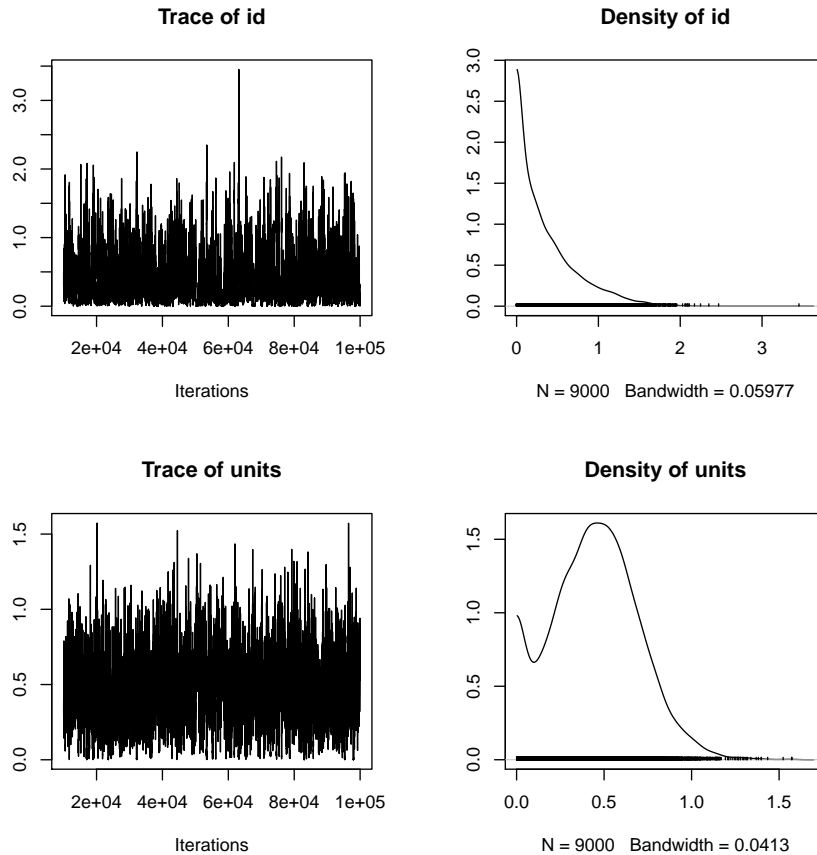 Trace of id
Density of id
3.0
2.0
1.0
0.0
2e+04 4e+04 6e+04 8e+04 1e+05
Iterations
3.0
2.5
2.0
1.5
1.0
0.5
0.0
0 1 2 3
N = 9000 Bandwidth = 0.05977
Trace of units
Density of units
1.5
1.0
0.5
0.0
2e+04 4e+04 6e+04 8e+04 1e+05
Iterations
1.5
1.0
0.5
0.0
0.0 0.5 1.0 1.5
N = 9000 Bandwidth = 0.0413